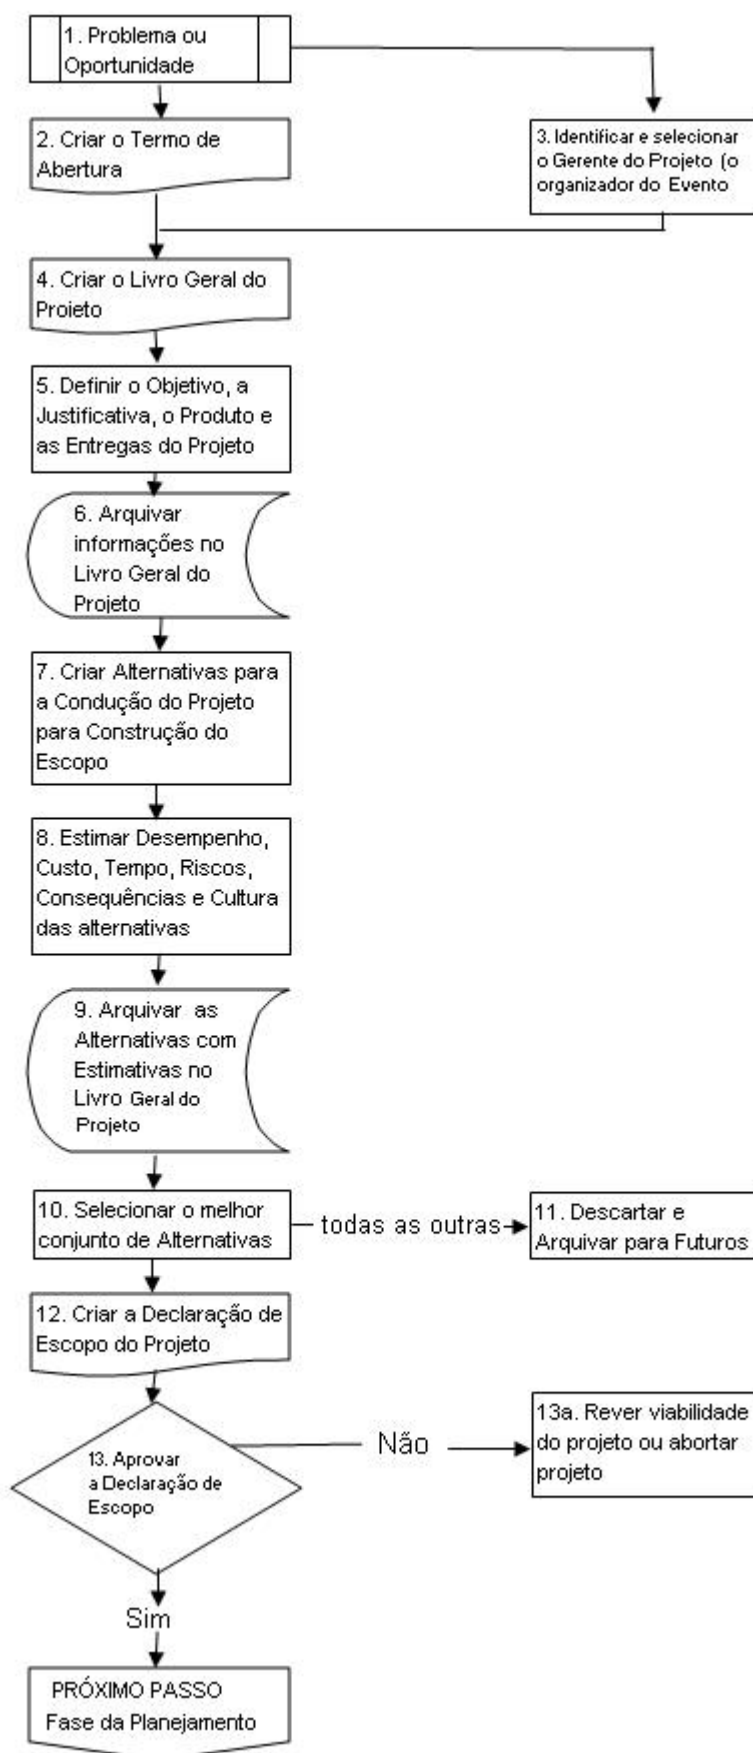 1. Problema ou
Oportunidade
2. Criar o Termo de
Abertura
3. Identificar e selecionar
o Gerente do Projeto (o
organizador do Evento
4. Criar o Livro Geral do
Projeto
5. Definir o Objetivo, a
Justificativa, o Produto e
as Entregas do Projeto
6. Arquivar
informações no
Livro Geral do
Projeto
7. Criar Alternativas para
a Condução do Projeto
para Construção do
Escopo
8. Estimar Desempenho,
Custo, Tempo, Riscos,
Consequências e Cultura
das alternativas
9. Arquivar as
Alternativas com
Estimativas no
Livro Geral do
Projeto
10. Selecionar o melhor
conjunto de Alternativas
todas as outras
11. Descartar e
Arquivar para Futuros
12. Criar a Declaração de
Escopo do Projeto
13. Aprovar
a Declaração de
Escopo
Não
13a. Rever viabilidade
do projeto ou abortar
projeto
Sim
PRÓXIMO PASSO
Fase da Planejamento